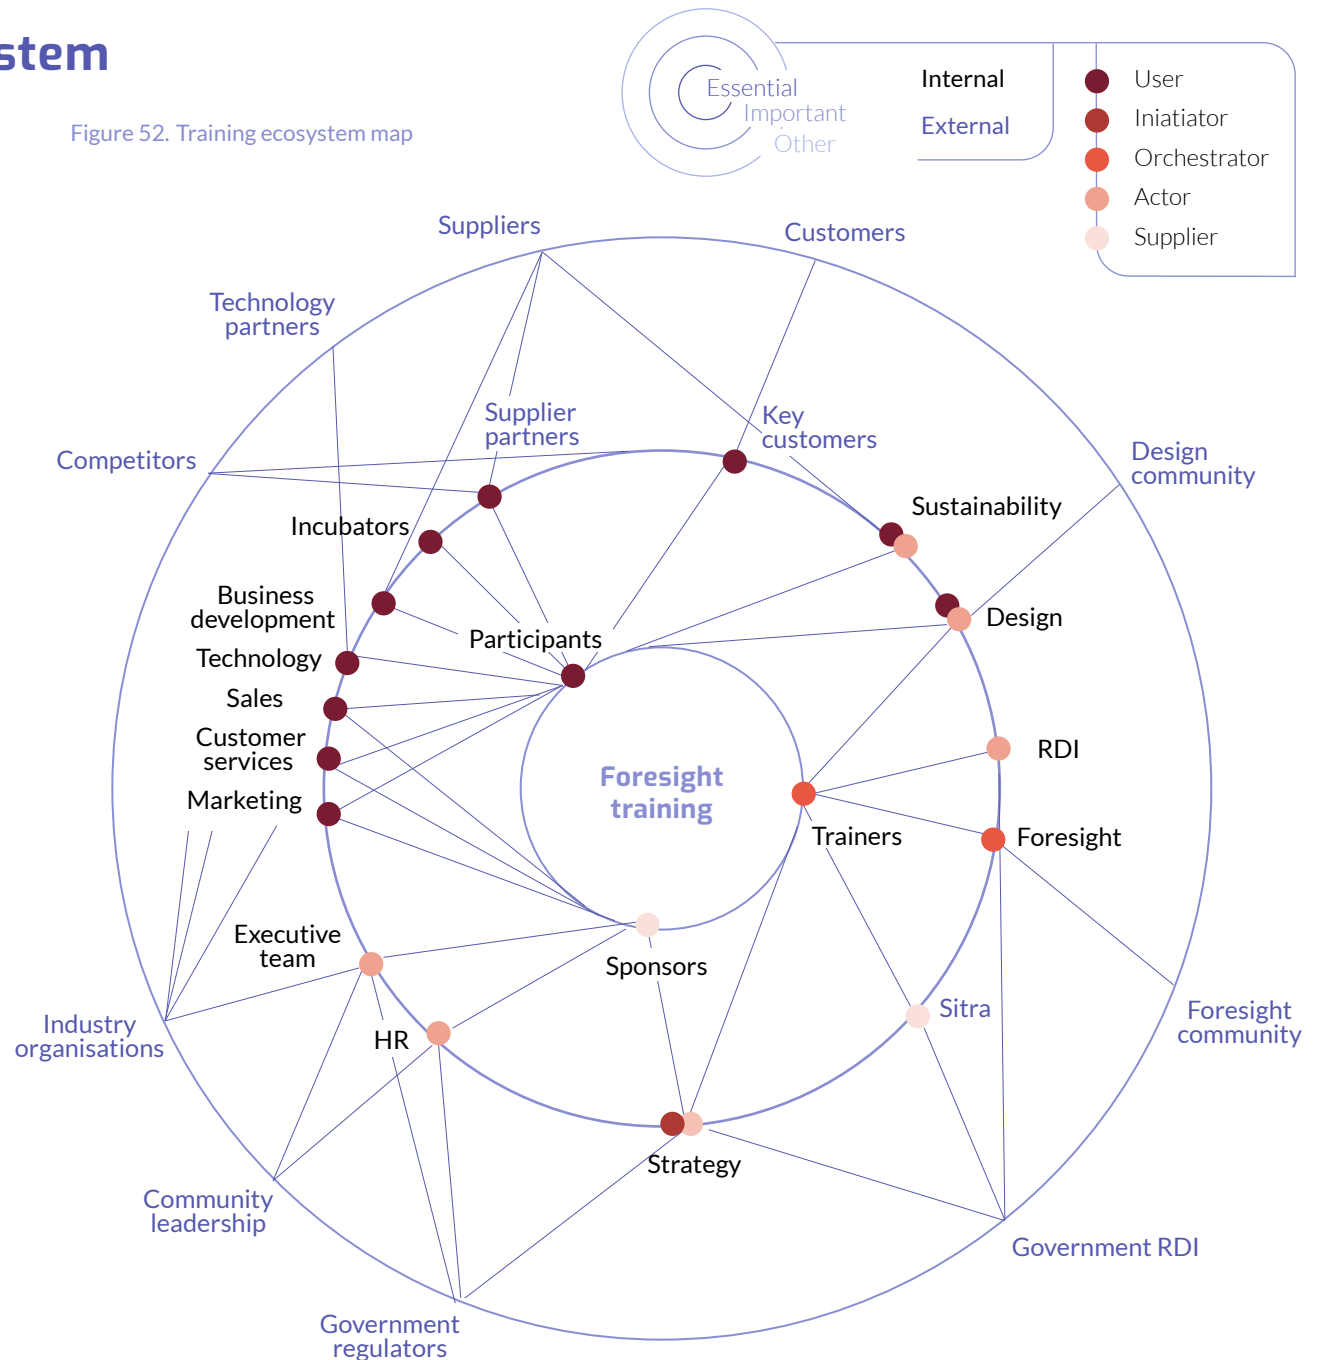 stem
Figure 52. Training ecosystem map
Essential
Important
Other
Internal
External
User
Iniatiator
Orchestrator
Actor
Supplier
Suppliers
Customers
Technology
partners
Supplier
partners
Key
customers
Competitors
Design
community
Sustainability
Incubators
Business
development
Participants
Design
Technology
Sales
Customer
services
Marketing
RDI
Foresight
training
Trainers
Foresight
Executive
team
Sponsors
Sitra
Industry
organisations
HR
Foresight
community
Strategy
Community
leadership
Government RDI
Government
regulators